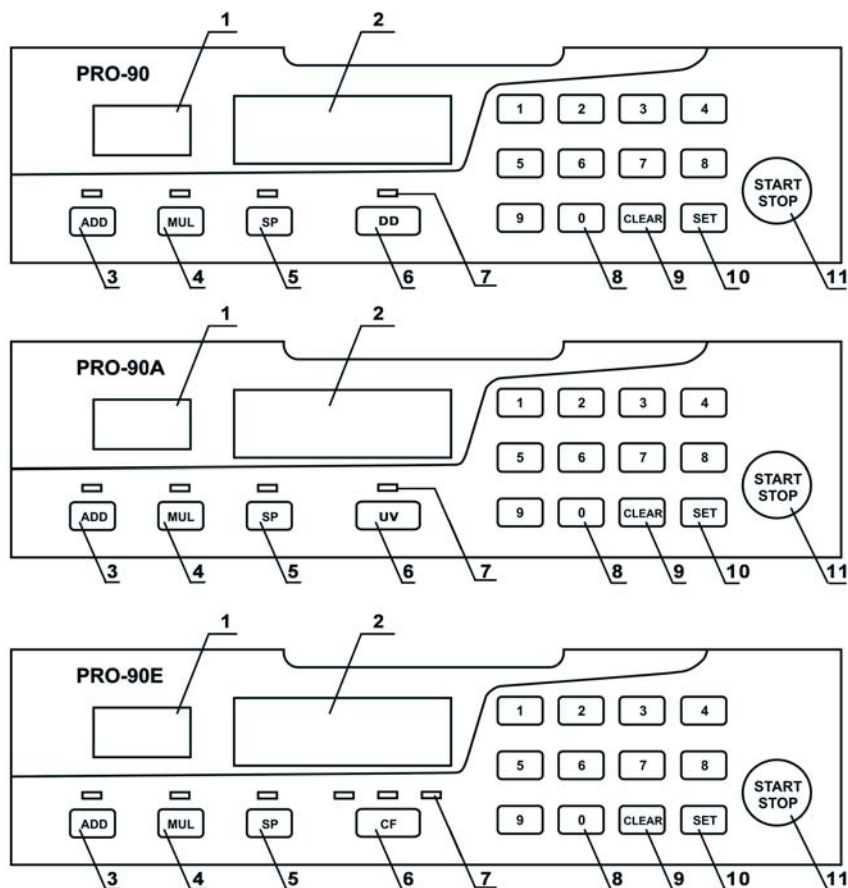 1 2
PRO-90
1 2 3 4
5 6 7 8
START
STOP
ADD MUL SP DD 9 0 CLEAR SET
3 4 5 6 7 8 9 10 11
1 2
PRO-90A
1 2 3 4
5 6 7 8
START
STOP
ADD MUL SP UV 9 0 CLEAR SET
3 4 5 6 7 8 9 10 11
1 2
PRO-90E
1 2 3 4
5 6 7 8
START
STOP
ADD MUL SP CF 9 0 CLEAR SET
3 4 5 6 7 8 9 10 11